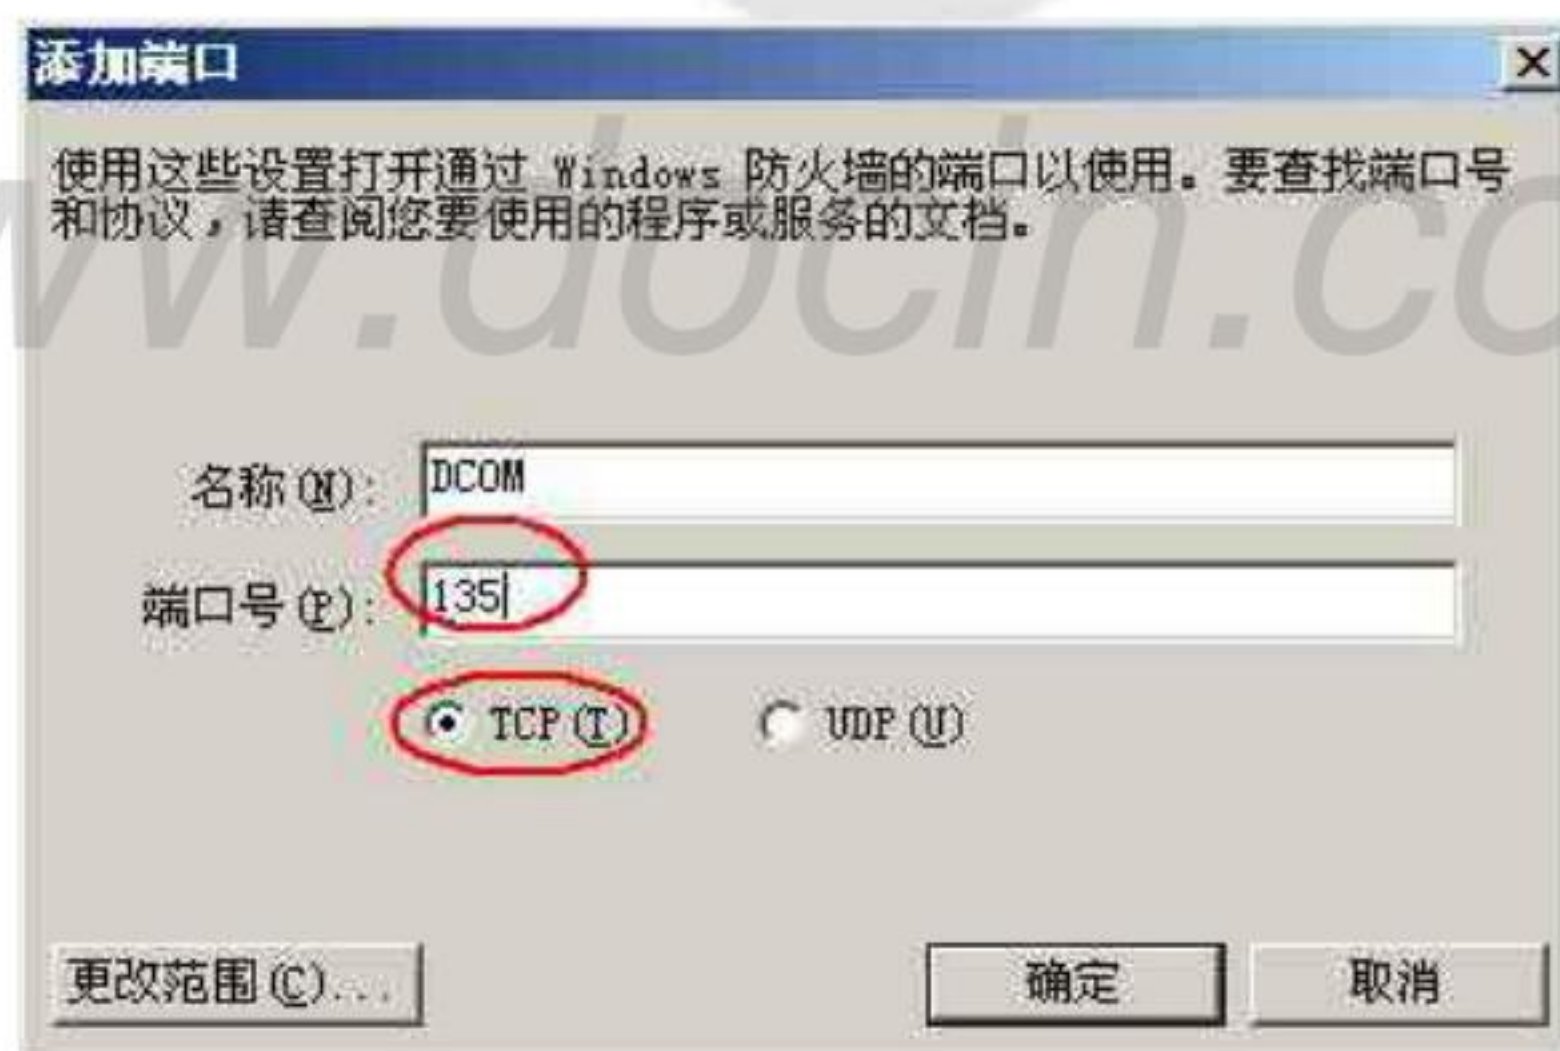 添加端口
使用这些设置打开通过 Windows 防火墙的端口以使用。要查找端口号
和协议，请查阅您要使用的程序或服务的文档。
www.docin.co
名称(N): DCOM
端口号(P): 135
TCP(T) UDP(U)
更改范围(C)... 确定 取消